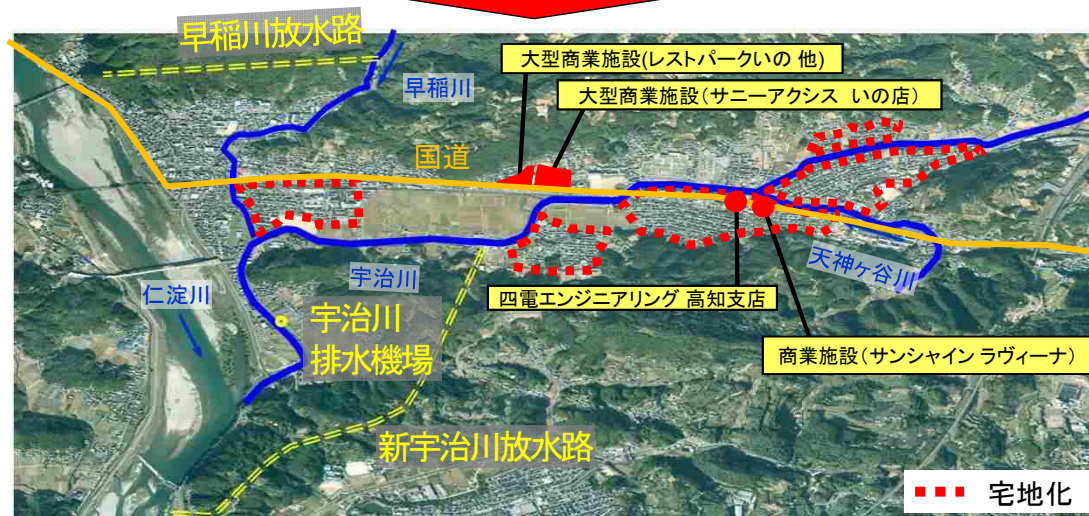 早稲川放水路
大型商業施設(レストパークいの 他)
早稲川
大型商業施設(サニーアクシス いの店)
国道
天神ヶ谷川
宇治川
仁淀川
四電エンジニアリング 高知支店
宇治川
排水機場
商業施設(サンシャイン ラヴィーナ)
新宇治川放水路
宅地化